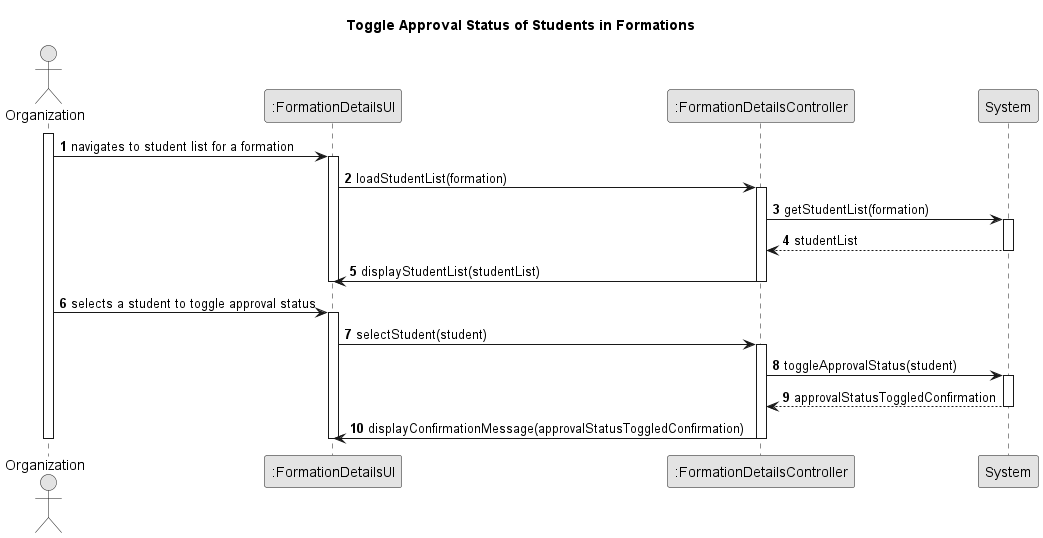 Toggle Approval Status of Students in Formations
Organization
:FormationDetailsUI
:FormationDetailsController
System
1 navigates to student list for a formation
2 loadStudentList(formation)
3 getStudentList(formation)
4 studentList
5 displayStudentList(studentList)
6 selects a student to toggle approval status
7 selectStudent(student)
8 toggleApprovalStatus(student)
9 approvalStatusToggledConfirmation
10 displayConfirmationMessage(approvalStatusToggledConfirmation)
Organization
:FormationDetailsUI
:FormationDetailsController
System